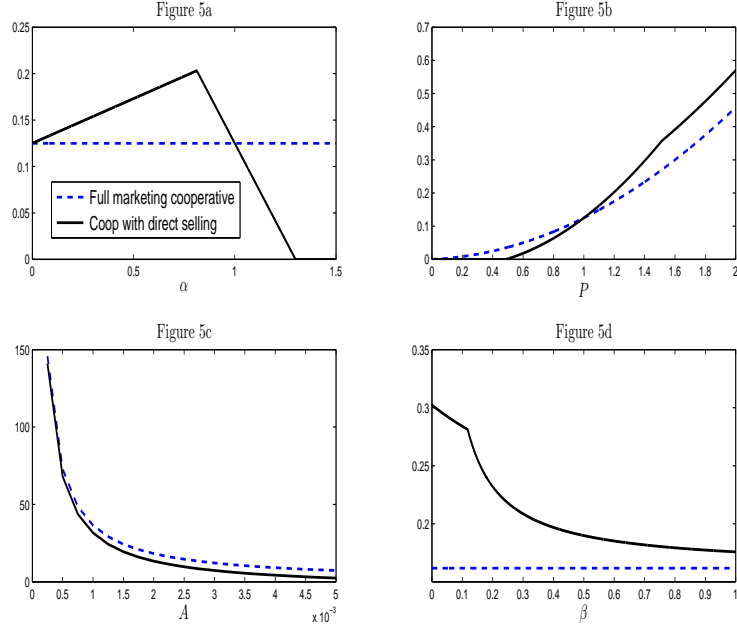 Figure 5a
0.25
0.2
0.15
0.1
0.05
0
0 0.5 1 1.5
α
Full marketing cooperative
Coop with direct selling
Figure 5b
0.7
0.6
0.5
0.4
0.3
0.2
0.1
0
0 0.2 0.4 0.6 0.8 1 1.2 1.4 1.6 1.8 2
P
Figure 5c
150
100
50
0
0 0.5 1 1.5 2 2.5 3 3.5 4 4.5 5
A
x 10⁻³
Figure 5d
0.35
0.3
0.25
0.2
0 0.1 0.2 0.3 0.4 0.5 0.6 0.7 0.8 0.9 1
β